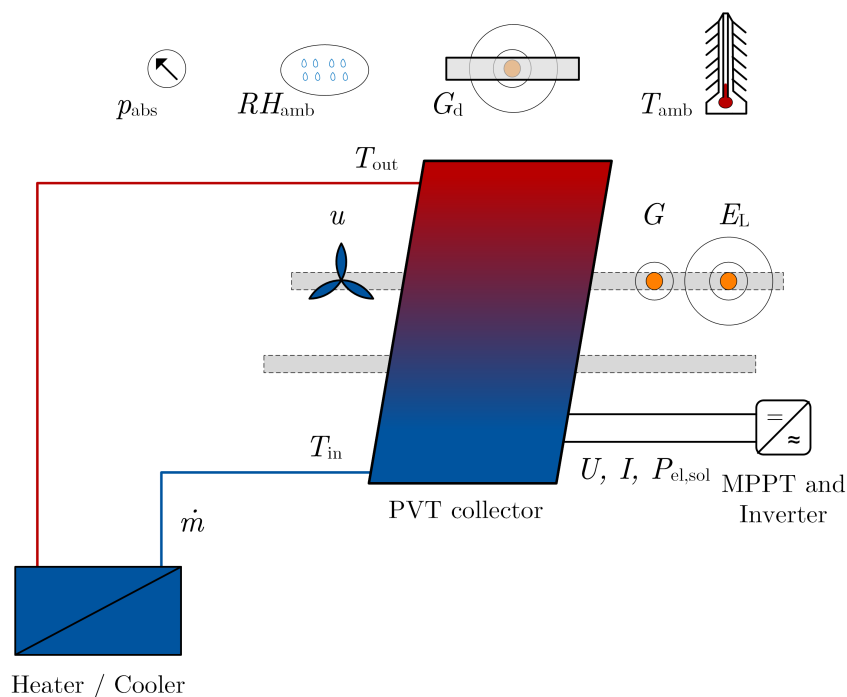 p_abs RH_amb G_d T_amb
T_out
u G E_L
T_in
U, I, P_el,sol
MPPT and
Inverter
PVT collector
ṁ
= ≈
Heater / Cooler